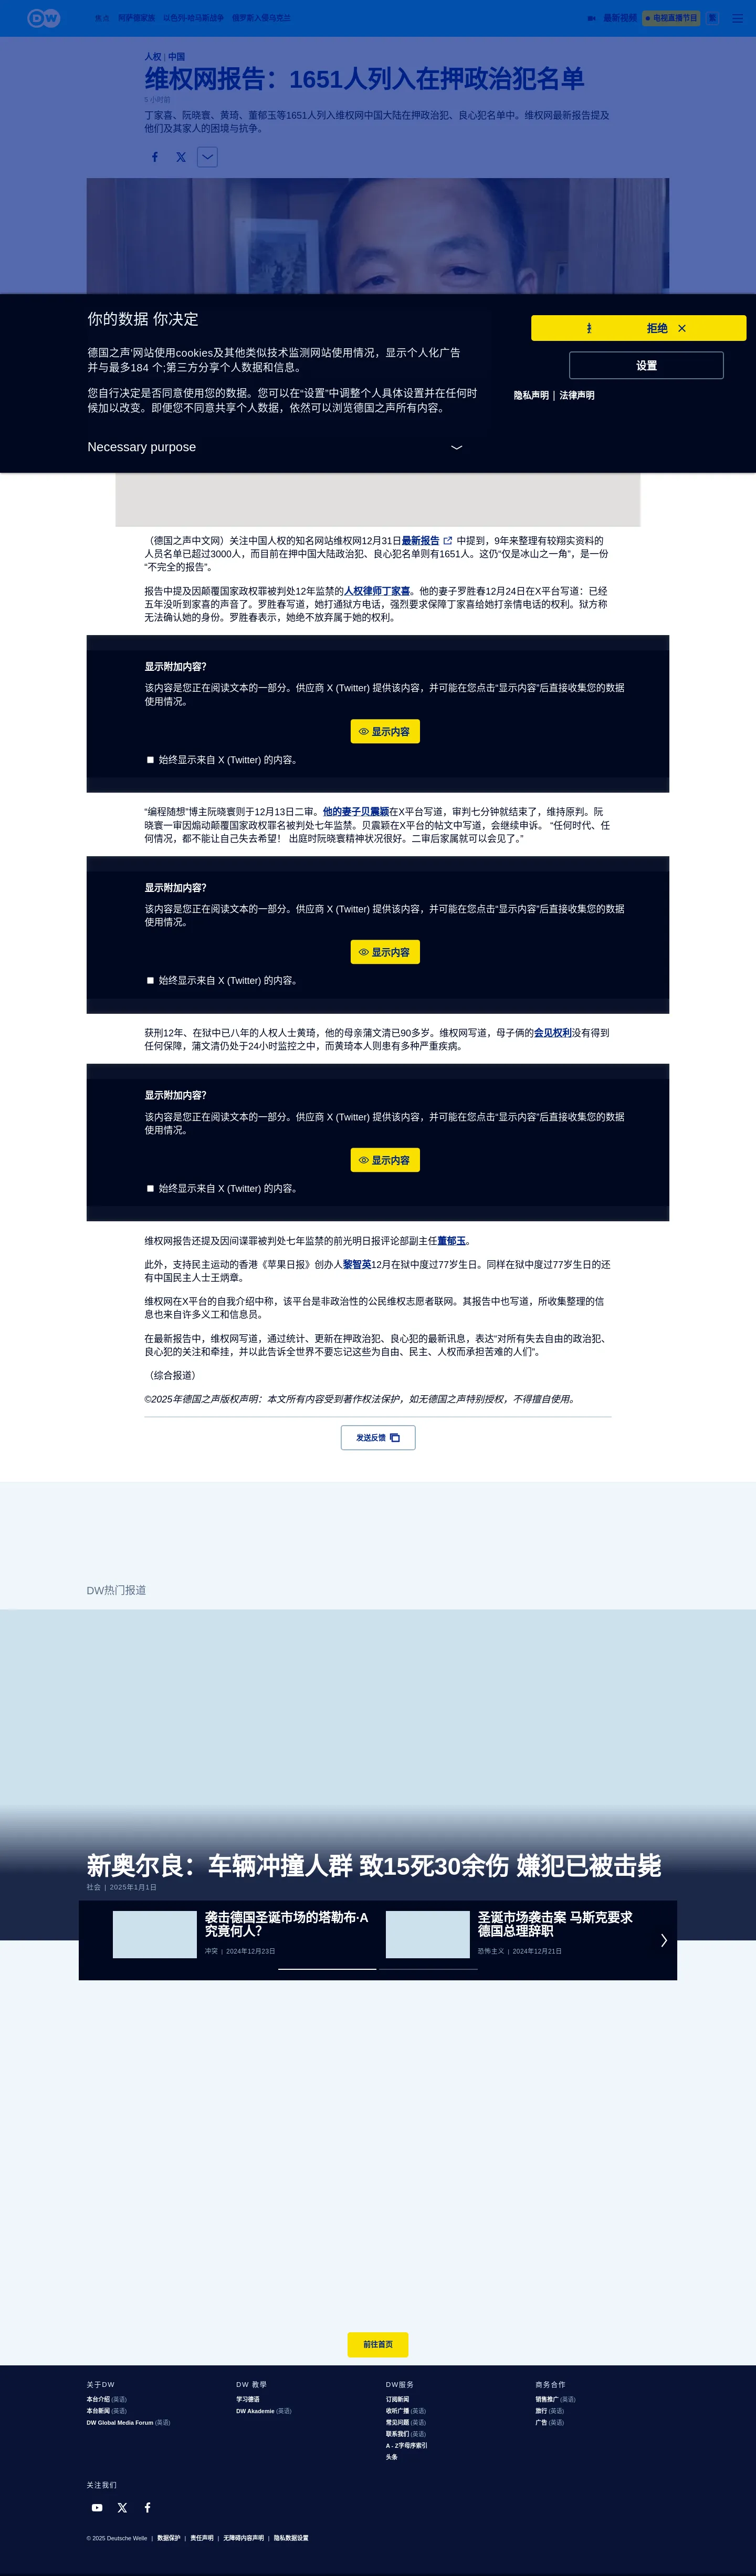 DW
焦点 阿萨德家族 以色列-哈马斯战争 俄罗斯入侵乌克兰
最新视频 电视直播节目 繁
人权 | 中国
维权网报告：1651人列入在押政治犯名单
5 小时前
丁家喜、阮晓寰、黄琦、董郁玉等1651人列入维权网中国大陆在押政治犯、良心犯名单中。维权网最新报告提及
他们及其家人的困境与抗争。
你的数据 你决定
德国之声'网站使用cookies及其他类似技术监测网站使用情况，显示个人化广告
并与最多184 个;第三方分享个人数据和信息。
您自行决定是否同意使用您的数据。您可以在“设置”中调整个人具体设置并在任何时
候加以改变。即便您不同意共享个人数据，依然可以浏览德国之声所有内容。
Necessary purpose
拒绝
设置
隐私声明 | 法律声明
（德国之声中文网）关注中国人权的知名网站维权网12月31日最新报告 中提到，9年来整理有较翔实资料的
人员名单已超过3000人，而目前在押中国大陆政治犯、良心犯名单则有1651人。这仍“仅是冰山之一角”，是一份
“不完全的报告”。
报告中提及因颠覆国家政权罪被判处12年监禁的人权律师丁家喜。他的妻子罗胜春12月24日在X平台写道：已经
五年没听到家喜的声音了。罗胜春写道，她打通狱方电话，强烈要求保障丁家喜给她打亲情电话的权利。狱方称
无法确认她的身份。罗胜春表示，她绝不放弃属于她的权利。
显示附加内容？
该内容是您正在阅读文本的一部分。供应商 X (Twitter) 提供该内容，并可能在您点击“显示内容”后直接收集您的数据
使用情况。
显示内容
始终显示来自 X (Twitter) 的内容。
“编程随想”博主阮晓寰则于12月13日二审。他的妻子贝震颖在X平台写道，审判七分钟就结束了，维持原判。阮
晓寰一审因煽动颠覆国家政权罪名被判处七年监禁。贝震颖在X平台的帖文中写道，会继续申诉。 “任何时代、任
何情况，都不能让自己失去希望！ 出庭时阮晓寰精神状况很好。二审后家属就可以会见了。”
显示附加内容？
该内容是您正在阅读文本的一部分。供应商 X (Twitter) 提供该内容，并可能在您点击“显示内容”后直接收集您的数据
使用情况。
显示内容
始终显示来自 X (Twitter) 的内容。
获刑12年、在狱中已八年的人权人士黄琦，他的母亲蒲文清已90多岁。维权网写道，母子俩的会见权利没有得到
任何保障，蒲文清仍处于24小时监控之中，而黄琦本人则患有多种严重疾病。
显示附加内容？
该内容是您正在阅读文本的一部分。供应商 X (Twitter) 提供该内容，并可能在您点击“显示内容”后直接收集您的数据
使用情况。
显示内容
始终显示来自 X (Twitter) 的内容。
维权网报告还提及因间谍罪被判处七年监禁的前光明日报评论部副主任董郁玉。
此外，支持民主运动的香港《苹果日报》创办人黎智英12月在狱中度过77岁生日。同样在狱中度过77岁生日的还
有中国民主人士王炳章。
维权网在X平台的自我介绍中称，该平台是非政治性的公民维权志愿者联网。其报告中也写道，所收集整理的信
息也来自许多义工和信息员。
在最新报告中，维权网写道，通过统计、更新在押政治犯、良心犯的最新讯息，表达“对所有失去自由的政治犯、
良心犯的关注和牵挂，并以此告诉全世界不要忘记这些为自由、民主、人权而承担苦难的人们”。
（综合报道）
©2025年德国之声版权声明：本文所有内容受到著作权法保护，如无德国之声特别授权，不得擅自使用。
发送反馈
DW热门报道
新奥尔良：车辆冲撞人群 致15死30余伤 嫌犯已被击毙
社会 | 2025年1月1日
袭击德国圣诞市场的塔勒布·A
究竟何人？
冲突 | 2024年12月23日
圣诞市场袭击案 马斯克要求
德国总理辞职
恐怖主义 | 2024年12月21日
前往首页
关于DW
本台介绍 (英语)
本台新闻 (英语)
DW Global Media Forum (英语)
DW 教學
学习德语
DW Akademie (英语)
DW服务
订阅新闻
收听广播 (英语)
常见问题 (英语)
联系我们 (英语)
A - Z字母序索引
头条
商务合作
销售推广 (英语)
旅行 (英语)
广告 (英语)
关注我们
© 2025 Deutsche Welle | 数据保护 | 责任声明 | 无障碍内容声明 | 隐私数据设置